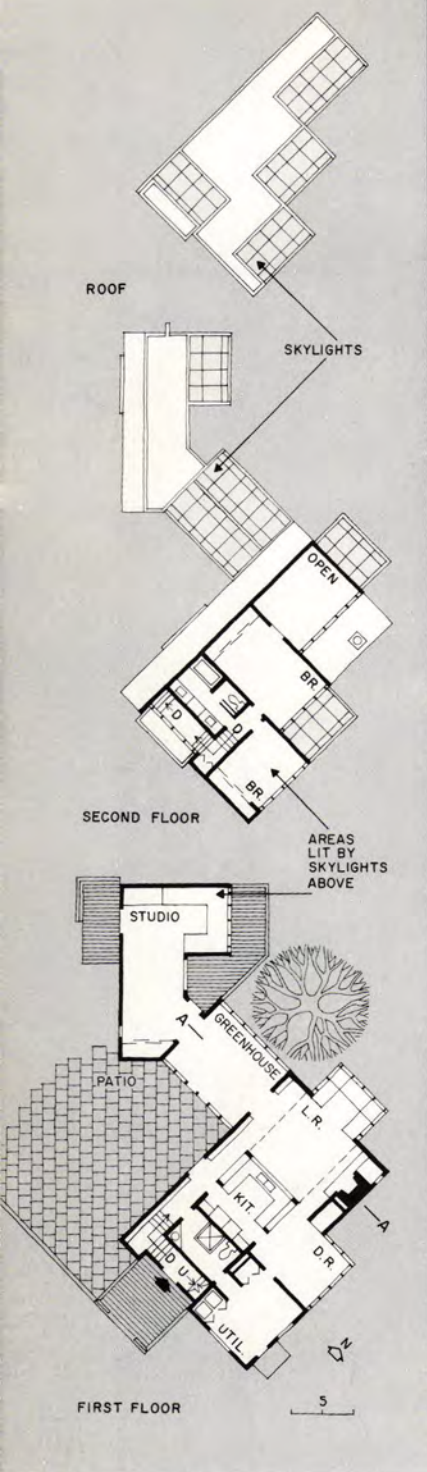 ROOF
SKYLIGHTS
OPEN
BR.
D
D
BR.
SECOND FLOOR
AREAS
LIT BY
SKYLIGHTS
ABOVE
STUDIO
A
GREENHOUSE
PATIO
L.R.
KIT.
A
D.R.
D U
UTIL.
N
FIRST FLOOR
5